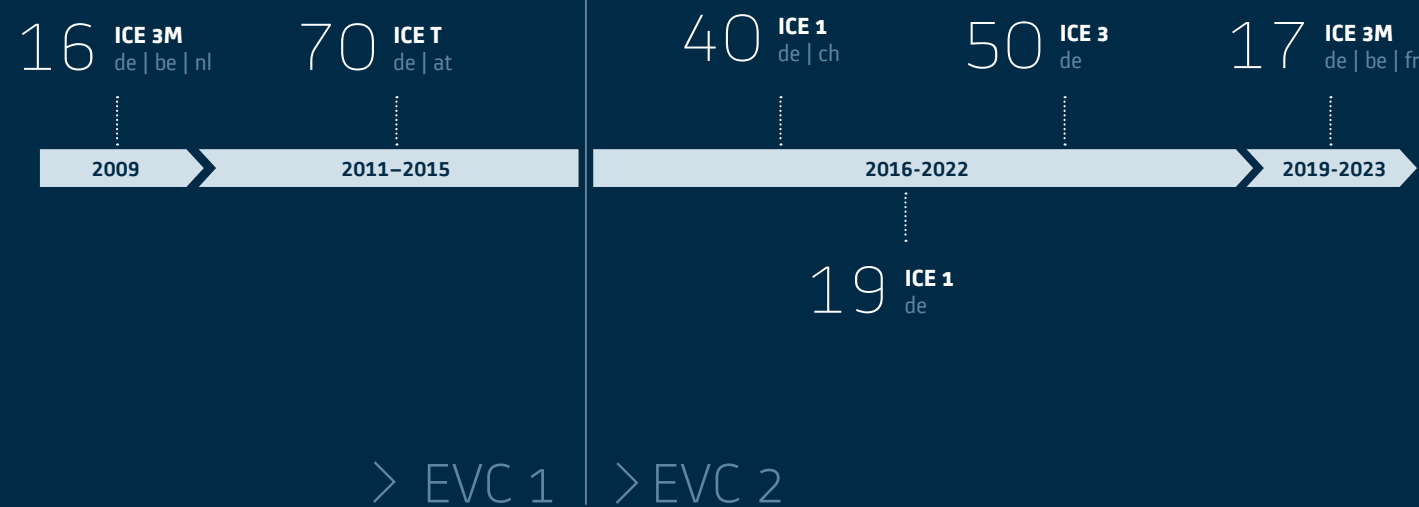 16 ICE 3M
de | be | nl
70 ICE T
de | at
40 ICE 1
de | ch
50 ICE 3
de
17 ICE 3M
de | be | fr
2009
2011–2015
2016-2022
2019-2023
19 ICE 1
de
> EVC 1
> EVC 2